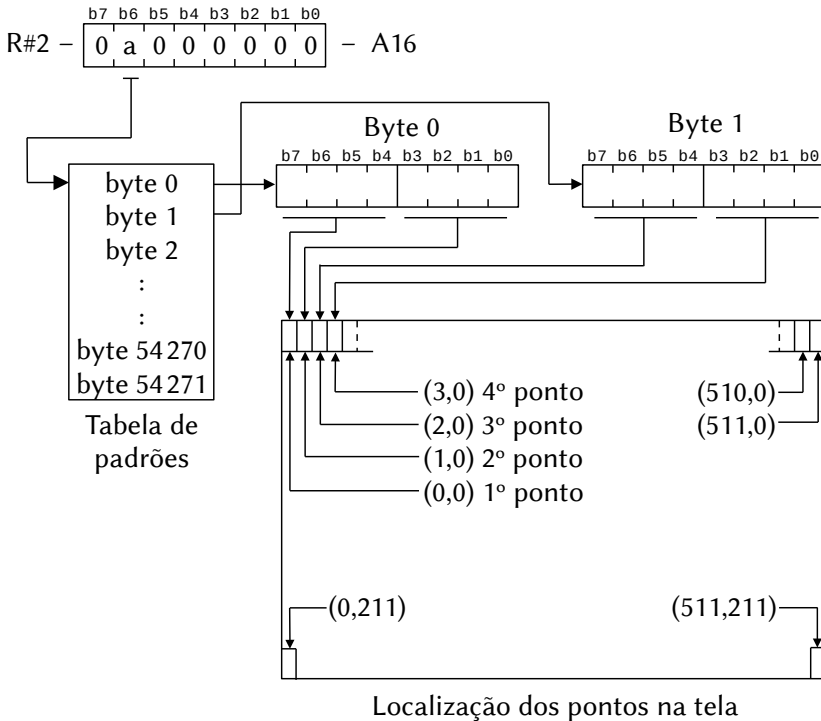 b7 b6 b5 b4 b3 b2 b1 b0
R#2 – 0 a 0 0 0 0 0 0 – A16
Byte 0
Byte 1
b7 b6 b5 b4 b3 b2 b1 b0
b7 b6 b5 b4 b3 b2 b1 b0
byte 0
byte 1
byte 2
:
:
byte 54 270
byte 54 271
Tabela de
padrões
(3,0) 4º ponto
(2,0) 3º ponto
(1,0) 2º ponto
(0,0) 1º ponto
(510,0)
(511,0)
(0,211)
(511,211)
Localização dos pontos na tela